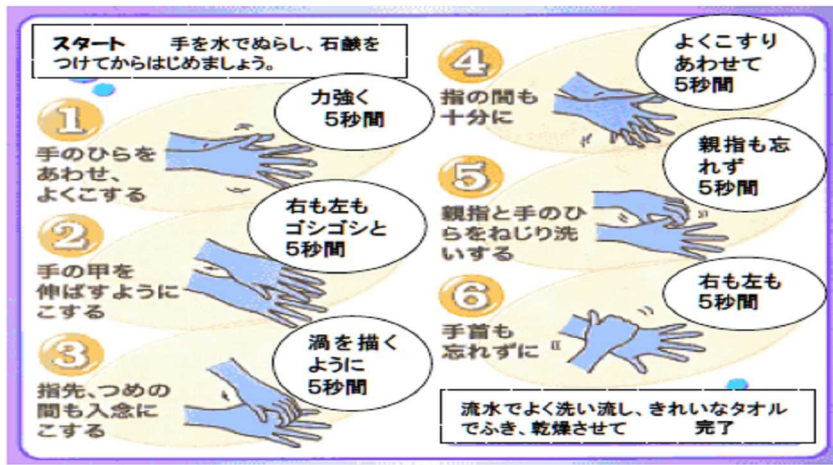 スタート　　手を水でぬらし、石鹸を
つけてからはじめましょう。
1
力強く
5秒間
手のひらを
あわせ、
よくこする
2
右も左も
ゴシゴシと
5秒間
手の甲を
伸ばすように
こする
3
渦を描く
ように
5秒間
指先、つめの
間も入念に
こする
4
よくこすり
あわせて
5秒間
指の間も
十分に
5
親指も忘
れず
5秒間
親指と手のひ
らをねじり洗
いする
6
右も左も
5秒間
手首も
忘れずに
流水でよく洗い流し、きれいなタオル
でふき、乾燥させて　　　完了